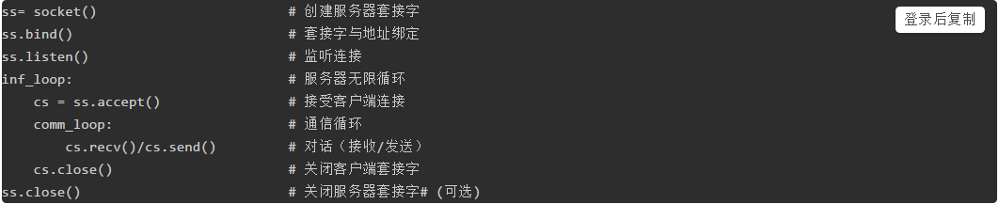 ss= socket() # 创建服务器套接字
登录后复制
ss.bind() # 套接字与地址绑定
ss.listen() # 监听连接
inf_loop: # 服务器无限循环
cs = ss.accept() # 接受客户端连接
comm_loop: # 通信循环
cs.recv()/cs.send() # 对话（接收/发送）
cs.close() # 关闭客户端套接字
ss.close() # 关闭服务器套接字# (可选)